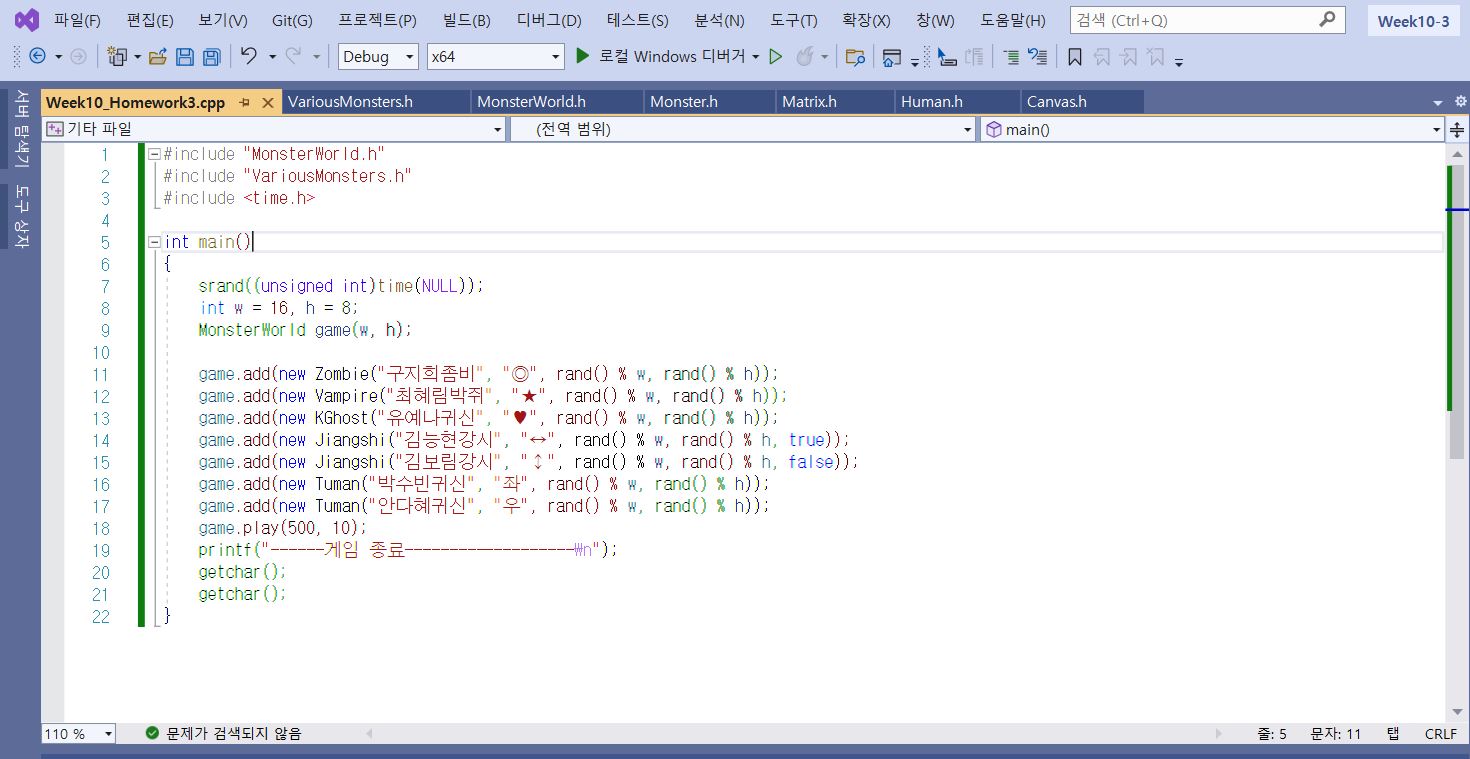 파일(F) 편집(E) 보기(V) Git(G) 프로젝트(P) 빌드(B) 디버그(D) 테스트(S) 분석(N) 도구(T) 확장(X) 창(W) 도움말(H) 검색 (Ctrl+Q) Week10-3
Debug x64 로컬 Windows 디버거
서버 탐색기
도구 상자
Week10_Homework3.cpp VariousMonsters.h MonsterWorld.h Monster.h Matrix.h Human.h Canvas.h
기타 파일 (전역 범위) main()
1 #include "MonsterWorld.h"
2 #include "VariousMonsters.h"
3 #include <time.h>
4
5 int main()
6 {
7 srand((unsigned int)time(NULL));
8 int w = 16, h = 8;
9 MonsterWorld game(w, h);
10
11 game.add(new Zombie("구지희좀비", "◎", rand() % w, rand() % h));
12 game.add(new Vampire("최혜림박쥐", "★", rand() % w, rand() % h));
13 game.add(new KGhost("유예나귀신", "♥", rand() % w, rand() % h));
14 game.add(new Jiangshi("김능현강시", "↔", rand() % w, rand() % h, true));
15 game.add(new Jiangshi("김보림강시", "↕", rand() % w, rand() % h, false));
16 game.add(new Tuman("박수빈귀신", "좌", rand() % w, rand() % h));
17 game.add(new Tuman("안다혜귀신", "우", rand() % w, rand() % h));
18 game.play(500, 10);
19 printf("------게임 종료-------------------₩n");
20 getchar();
21 getchar();
22 }
110 % 문제가 검색되지 않음 줄: 5 문자: 11 탭 CRLF